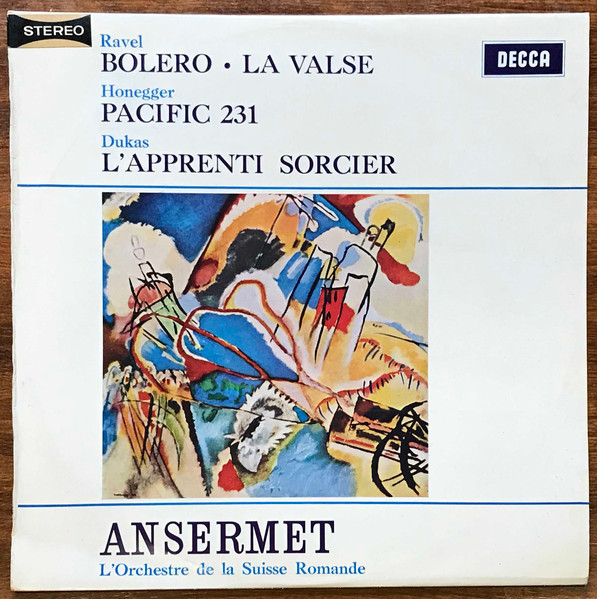 STEREO
Ravel
BOLERO • LA VALSE
DECCA
Honegger
PACIFIC 231
Dukas
L'APPRENTI SORCIER
ANSERMET
L'Orchestre de la Suisse Romande